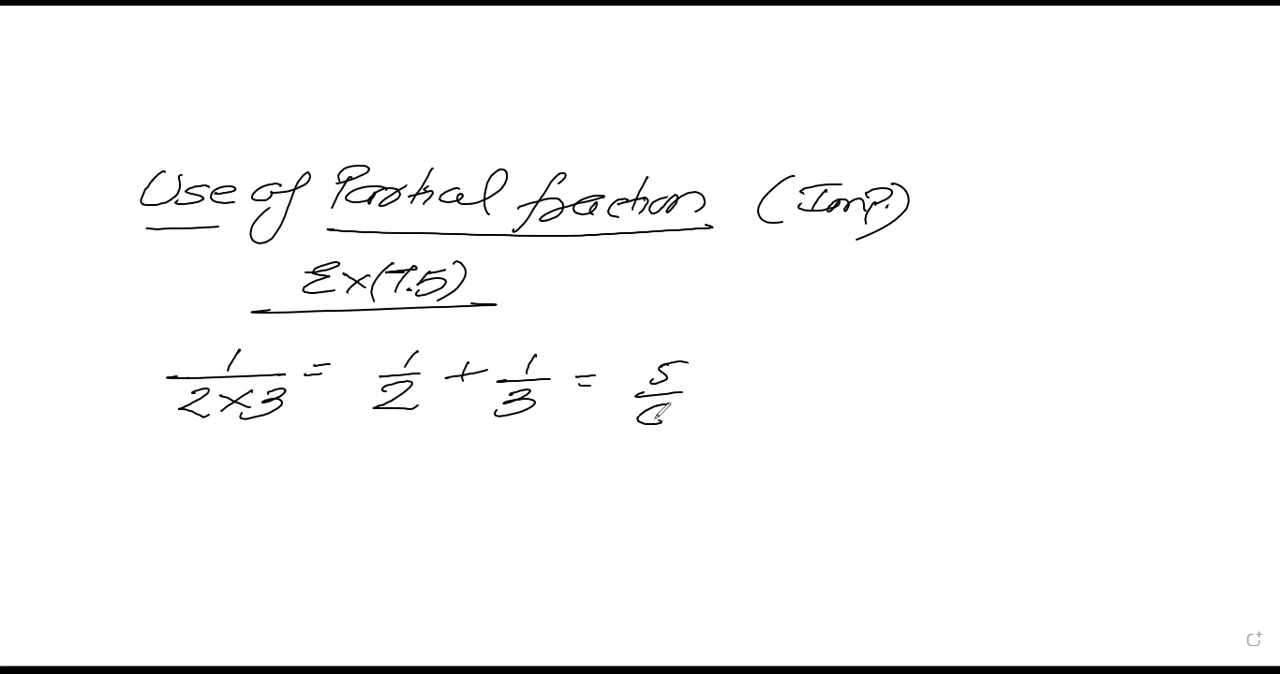 Use of Partial fraction (Imp.)
Ex(7.5)
1/(2×3) = 1/2 + 1/3 = 5/6